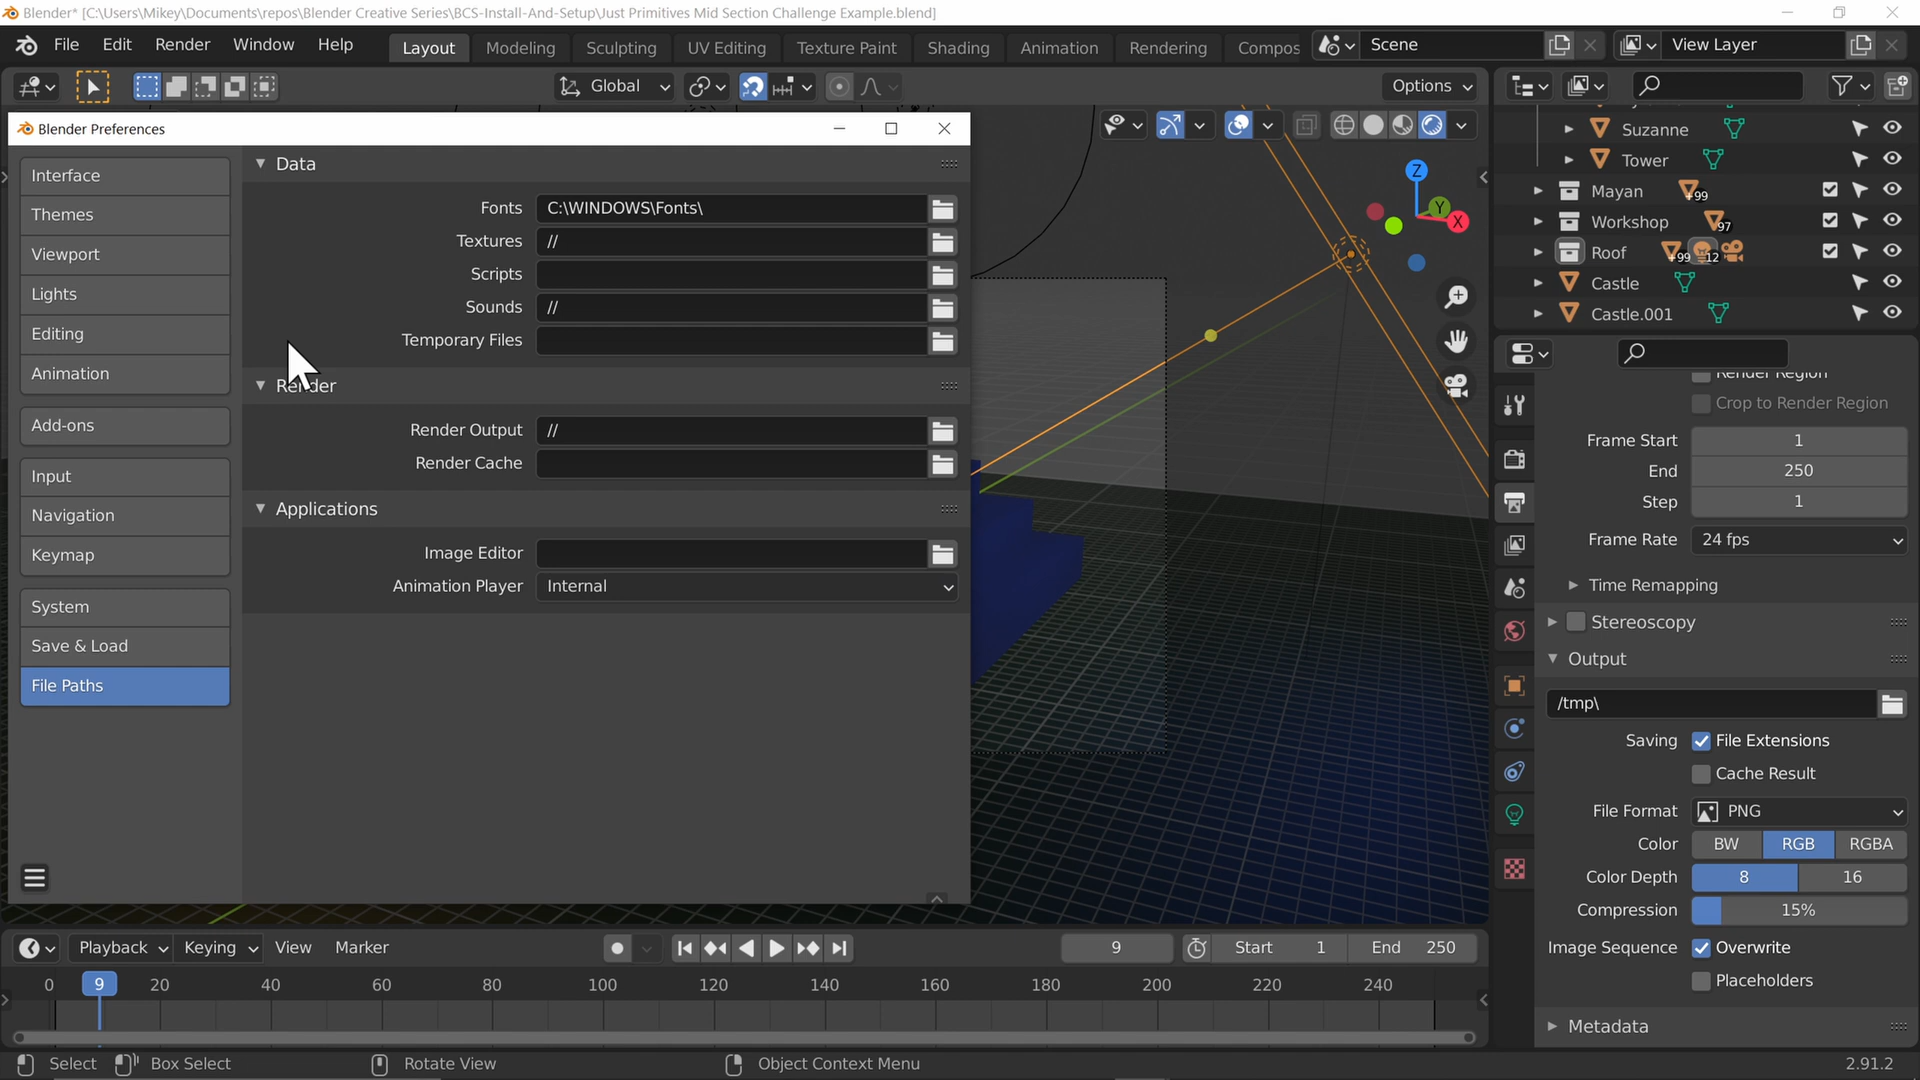 Blender* [C:\Users\Mikey\Documents\repos\Blender Creative Series\BCS-Install-And-Setup\Just Primitives Mid Section Challenge Example.blend]
File Edit Render Window Help Layout Modeling Sculpting UV Editing Texture Paint Shading Animation Rendering Compos Scene View Layer
Global Options
Blender Preferences
Interface
Themes
Viewport
Lights
Editing
Animation
Add-ons
Input
Navigation
Keymap
System
Save & Load
File Paths
Data
Fonts C:\WINDOWS\Fonts\
Textures //
Scripts
Sounds //
Temporary Files
Render
Render Output //
Render Cache
Applications
Image Editor
Animation Player Internal
Z
Y
X
Suzanne
Tower
Mayan +99
Workshop 97
Roof +99 12
Castle
Castle.001
Render Region
Crop to Render Region
Frame Start 1
End 250
Step 1
Frame Rate 24 fps
Time Remapping
Stereoscopy
Output
/tmp\
Saving File Extensions
Cache Result
File Format PNG
Color BW RGB RGBA
Color Depth 8 16
Compression 15%
Image Sequence Overwrite
Placeholders
Metadata
Playback Keying View Marker 9 Start 1 End 250
0 9 20 40 60 80 100 120 140 160 180 200 220 240
Select Box Select Rotate View Object Context Menu 2.91.2